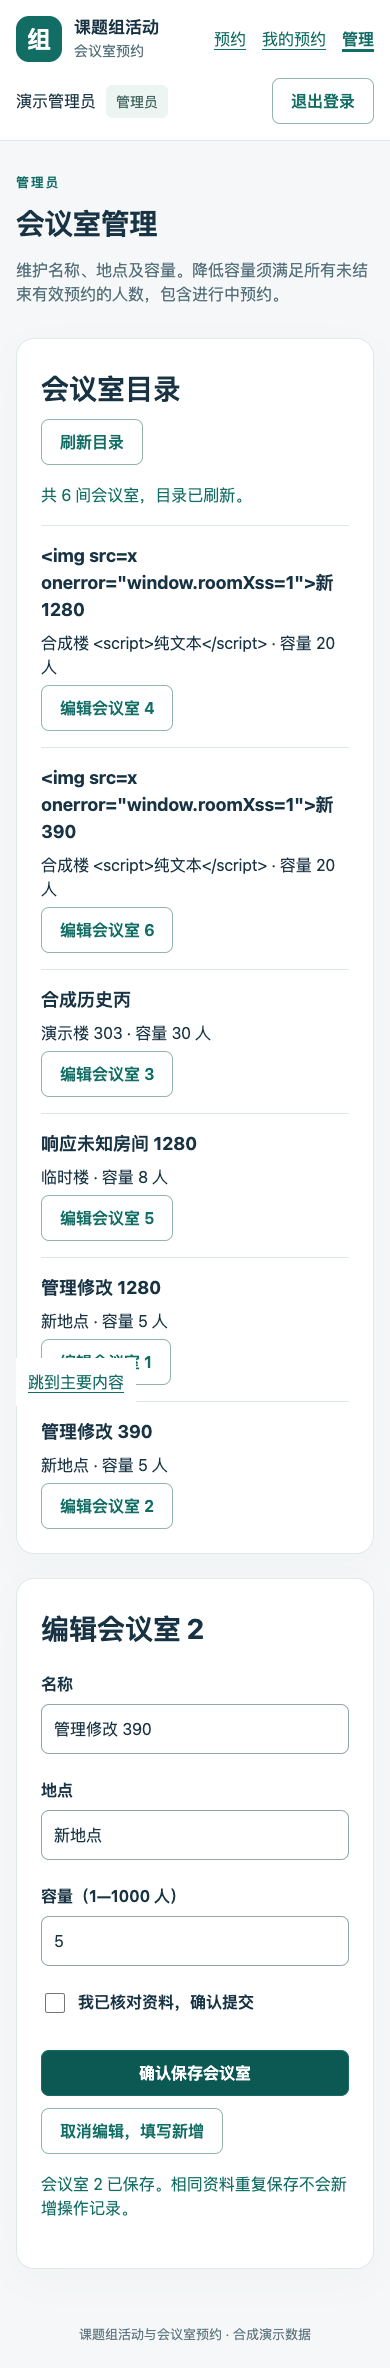 组
课题组活动
会议室预约
预约 我的预约 管理
演示管理员 管理员 退出登录
管理员
会议室管理
维护名称、地点及容量。降低容量须满足所有未结
束有效预约的人数，包含进行中预约。
会议室目录
刷新目录
共 6 间会议室，目录已刷新。
<img src=x
onerror="window.roomXss=1">新
1280
合成楼 <script>纯文本</script> · 容量 20
人
编辑会议室 4
<img src=x
onerror="window.roomXss=1">新
390
合成楼 <script>纯文本</script> · 容量 20
人
编辑会议室 6
合成历史丙
演示楼 303 · 容量 30 人
编辑会议室 3
响应未知房间 1280
临时楼 · 容量 8 人
编辑会议室 5
管理修改 1280
新地点 · 容量 5 人
1
跳到主要内容
管理修改 390
新地点 · 容量 5 人
编辑会议室 2
编辑会议室 2
名称
管理修改 390
地点
新地点
容量（1—1000 人）
5
我已核对资料，确认提交
确认保存会议室
取消编辑，填写新增
会议室 2 已保存。相同资料重复保存不会新
增操作记录。
课题组活动与会议室预约 · 合成演示数据